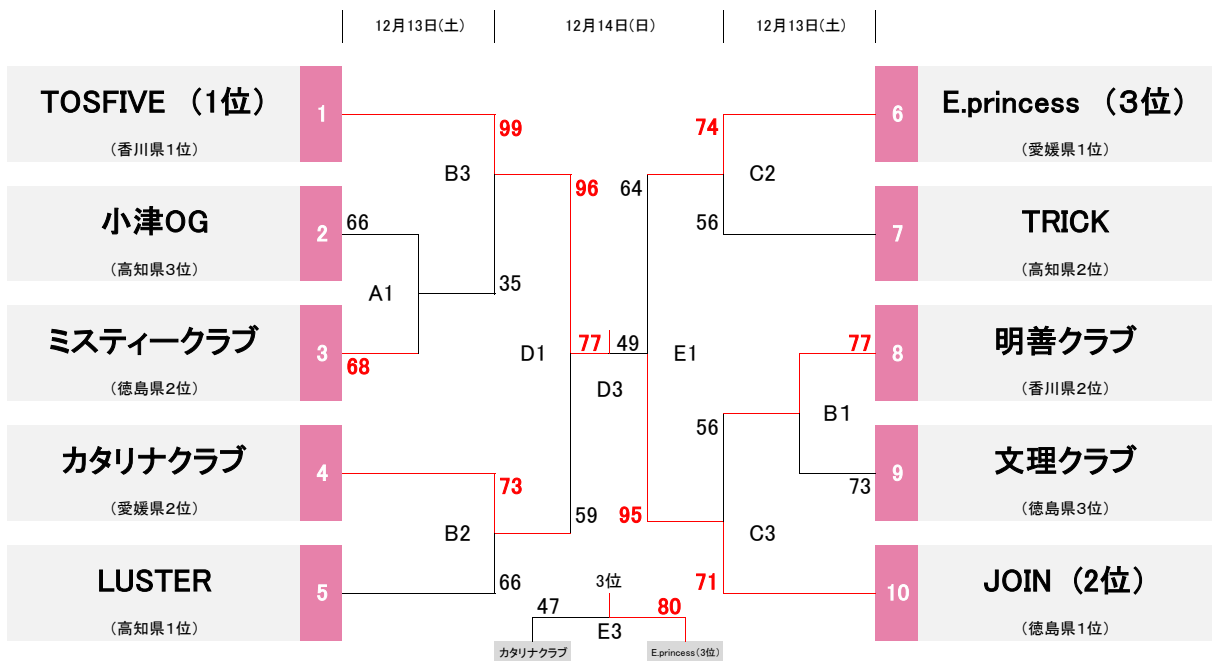 12月13日(土)
12月14日(日)
12月13日(土)
TOSFIVE (1位)
(香川県1位)
1
小津OG
(高知県3位)
2
ミスティークラブ
(徳島県2位)
3
カタリナクラブ
(愛媛県2位)
4
LUSTER
(高知県1位)
5
99
B3
66
A1
35
68
73
B2
66
96
D1
59
77
49
D3
64
E1
95
74
C2
56
77
B1
73
56
C3
71
3位
47
80
E3
カタリナクラブ
E.princess(3位)
6
E.princess (3位)
(愛媛県1位)
7
TRICK
(高知県2位)
8
明善クラブ
(香川県2位)
9
文理クラブ
(徳島県3位)
10
JOIN (2位)
(徳島県1位)